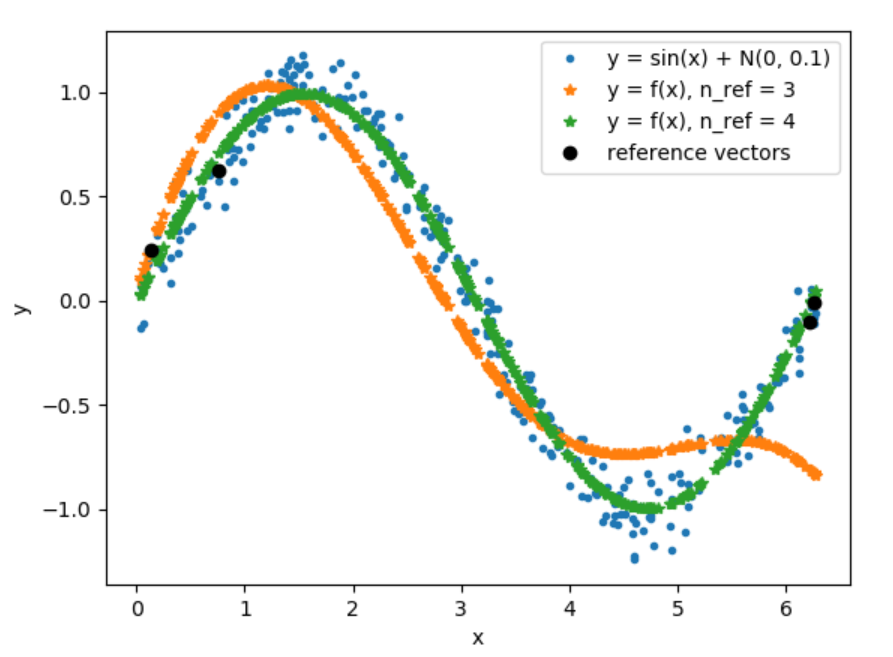 y = sin(x) + N(0, 0.1)
y = f(x), n_ref = 3
y = f(x), n_ref = 4
reference vectors
1.0
0.5
0.0
−0.5
−1.0
y
0 1 2 3 4 5 6
x